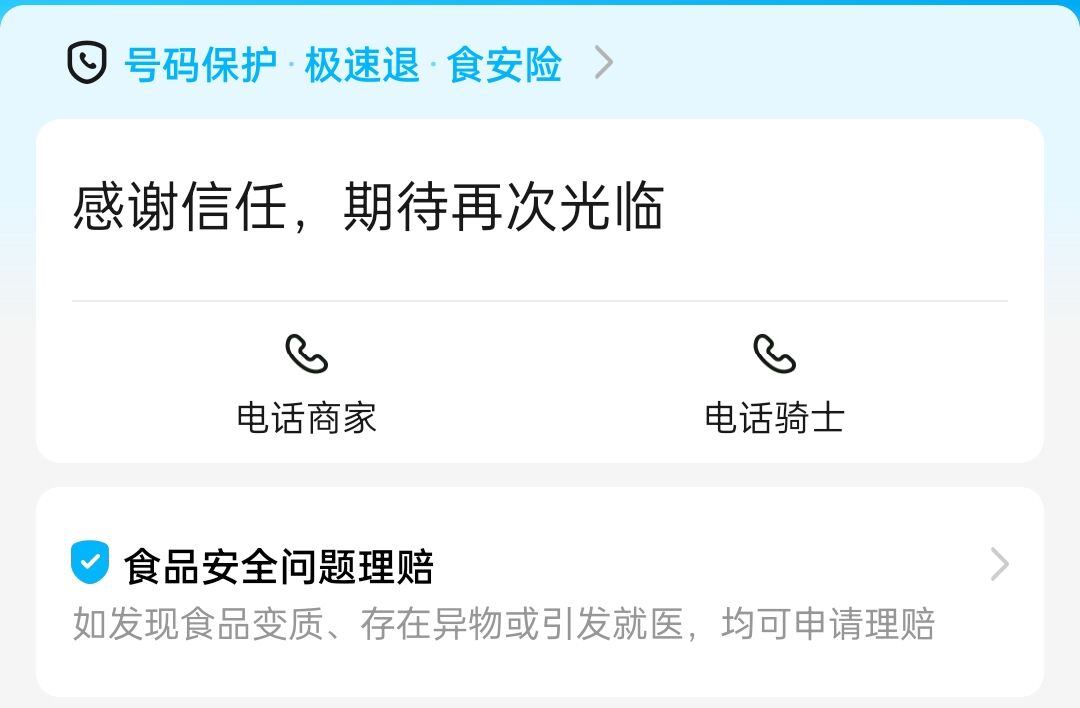 号码保护·极速退·食安险
感谢信任，期待再次光临
电话商家
电话骑士
食品安全问题理赔
如发现食品变质、存在异物或引发就医，均可申请理赔